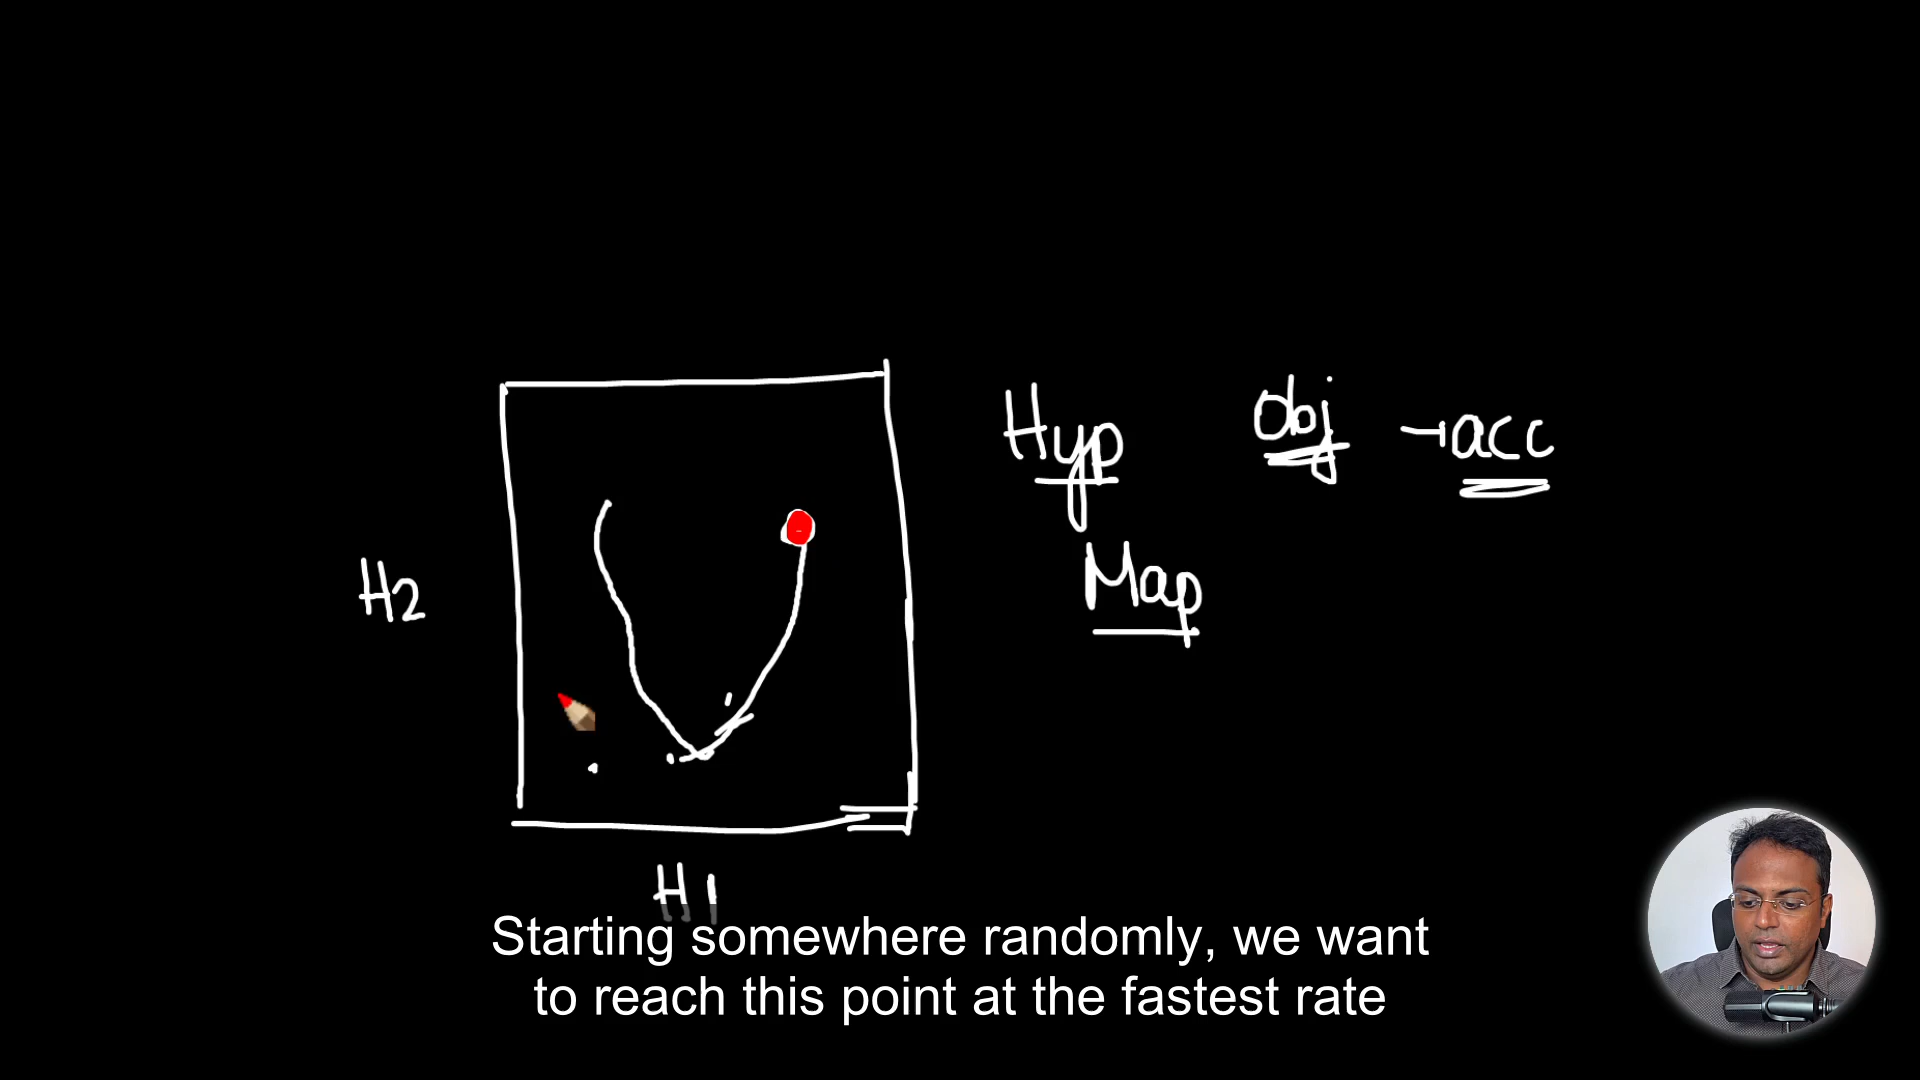 Hyp Obj → acc
Map
H2
H1
Starting somewhere randomly, we want
to reach this point at the fastest rate